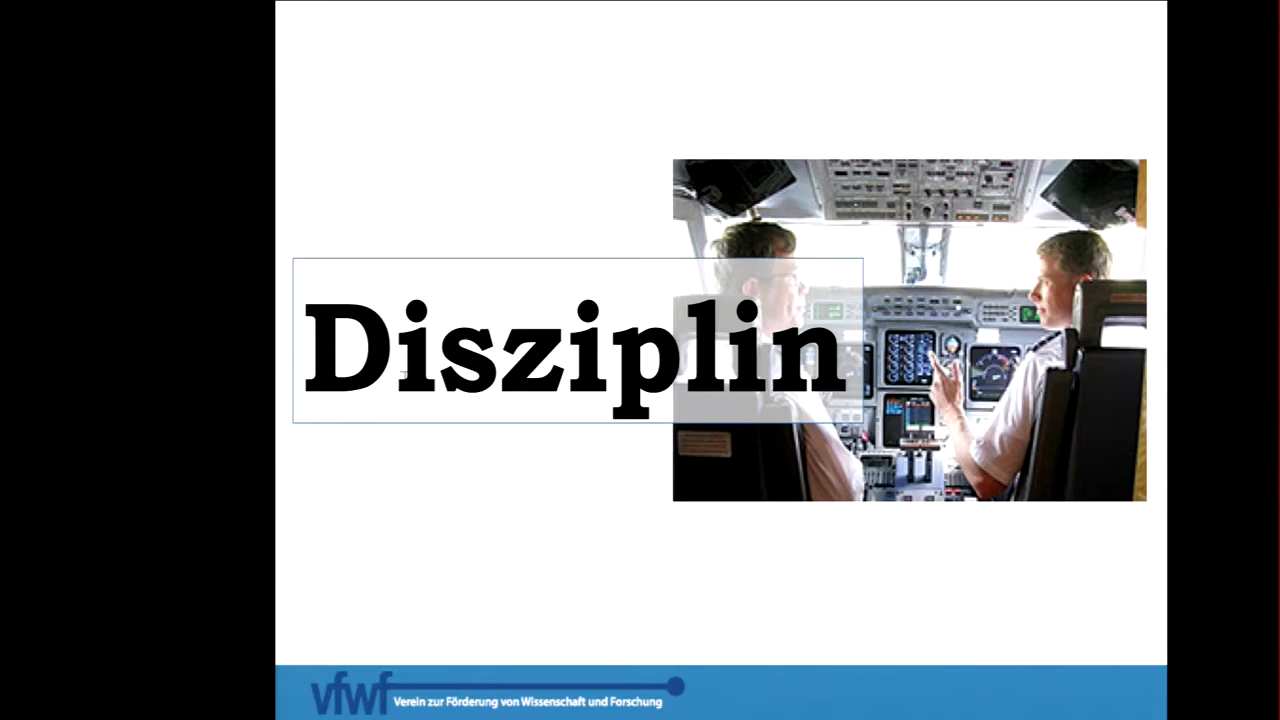 Disziplin
vfwf
Verein zur Förderung von Wissenschaft und Forschung